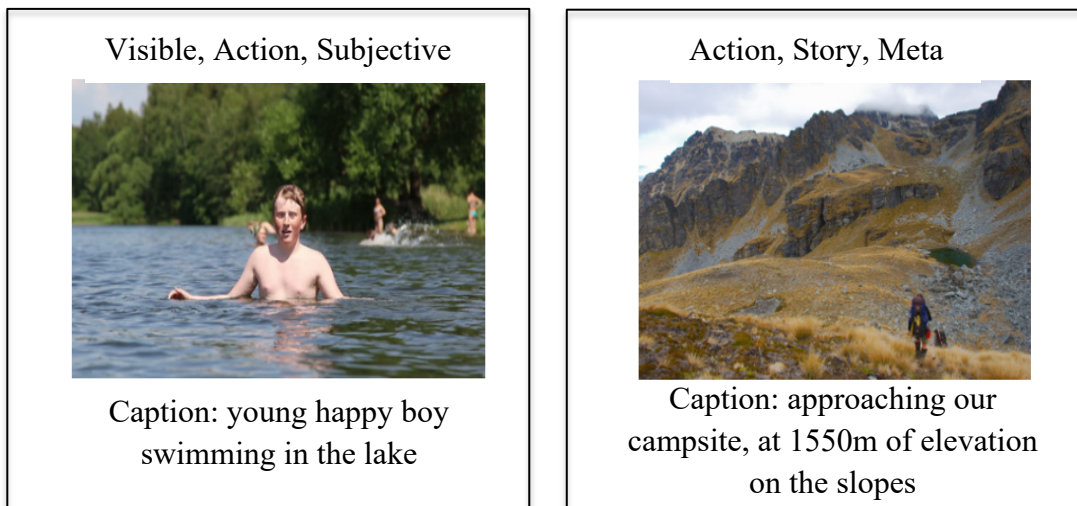 Visible, Action, Subjective
Caption: young happy boy
swimming in the lake
Action, Story, Meta
Caption: approaching our
campsite, at 1550m of elevation
on the slopes